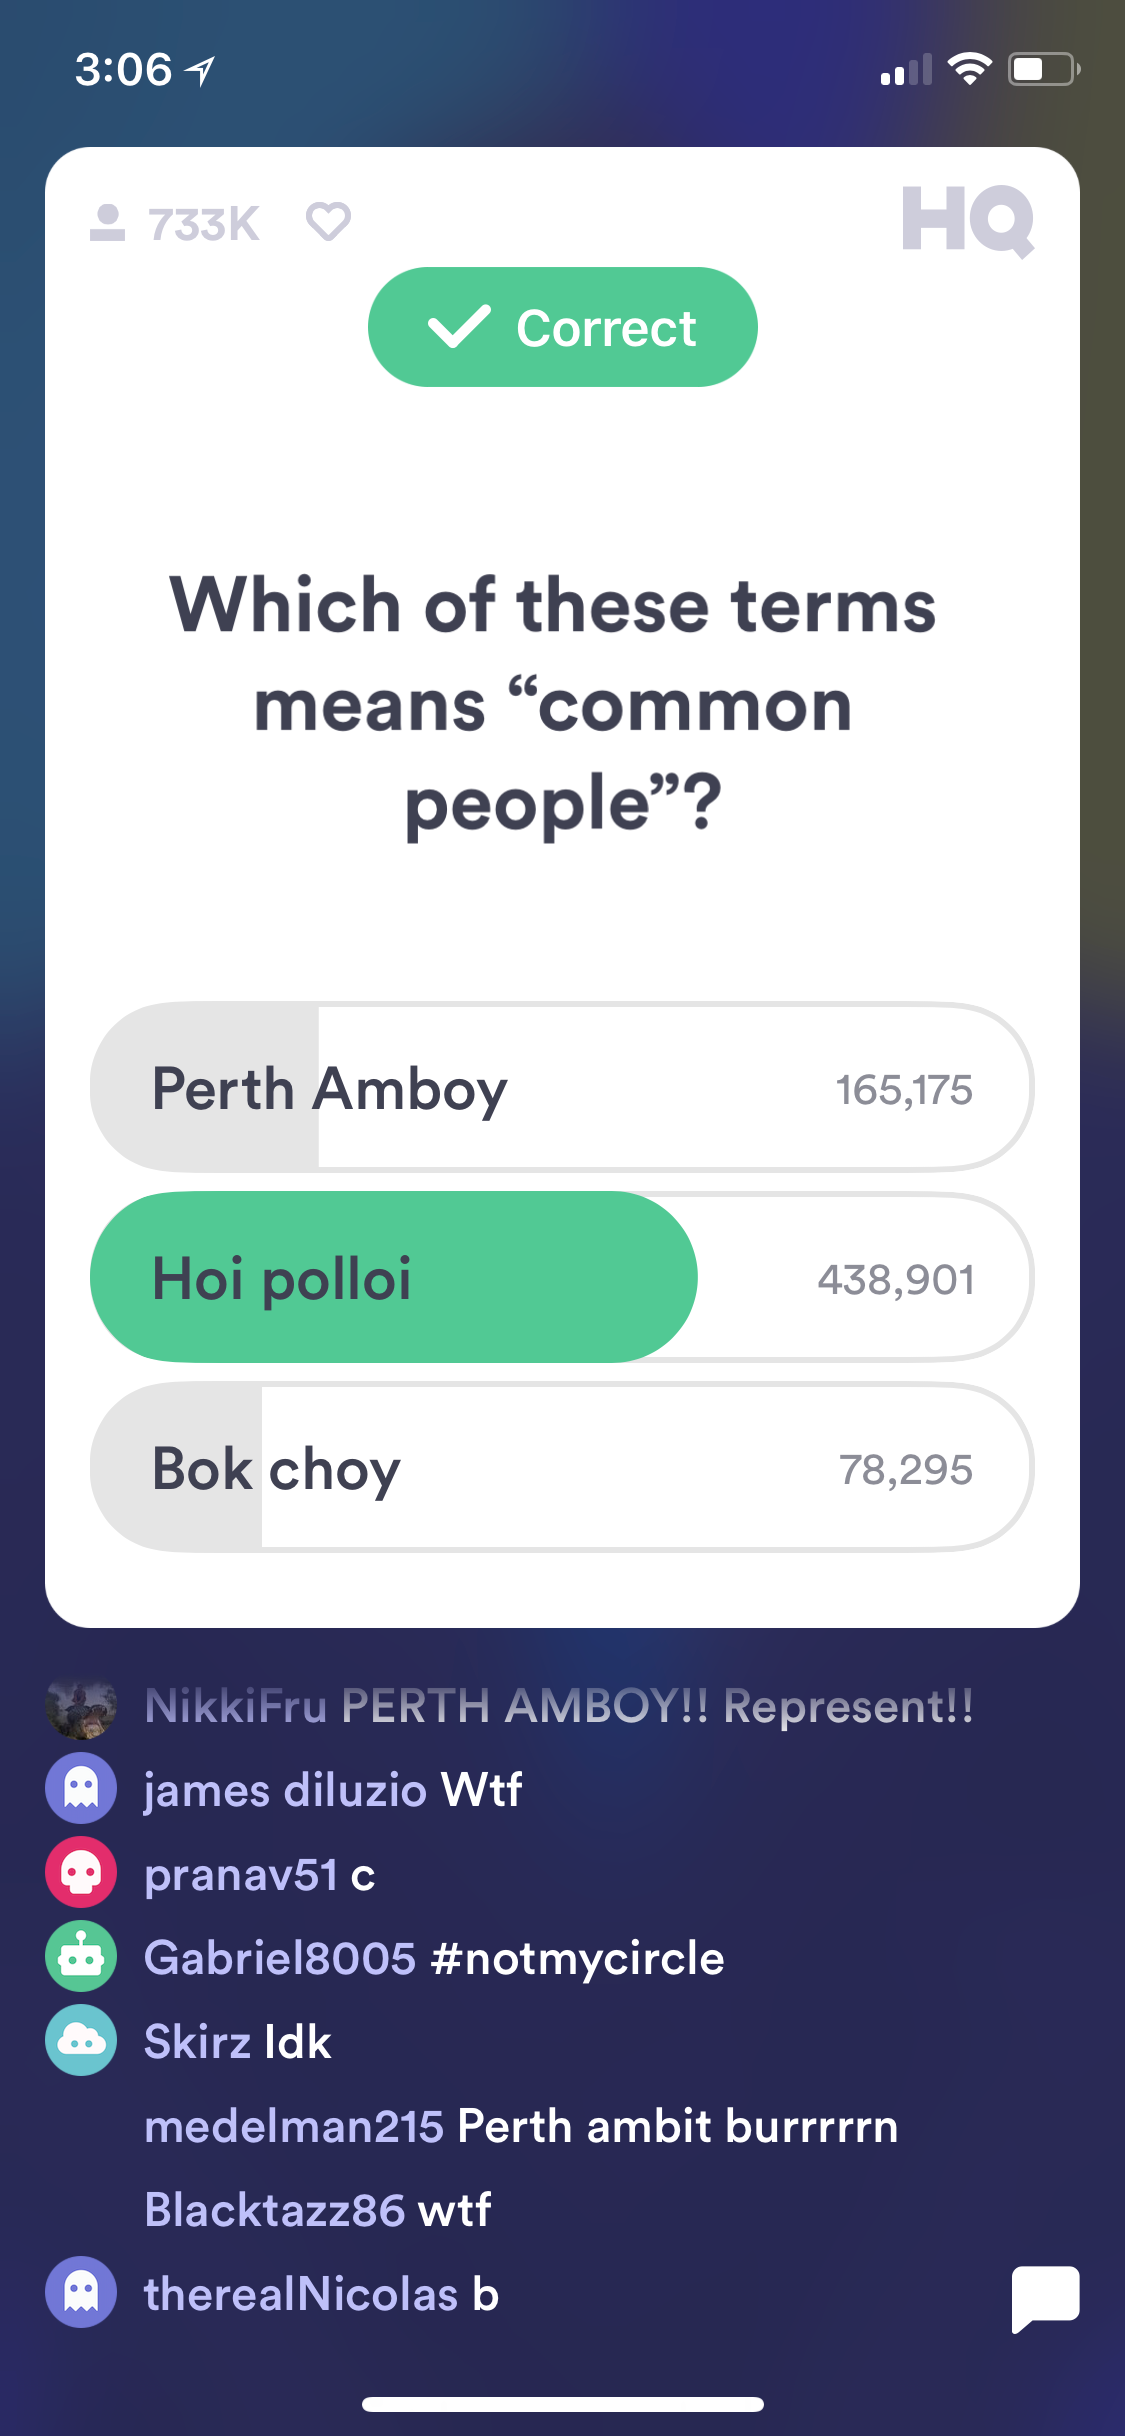 3:06
733K
HQ
Correct
Which of these terms
means “common
people”?
Perth Amboy 165,175
Hoi polloi 438,901
Bok choy 78,295
NikkiFru PERTH AMBOY!! Represent!!
james diluzio Wtf
pranav51 c
Gabriel8005 #notmycircle
Skirz Idk
medelman215 Perth ambit burrrrrn
Blacktazz86 wtf
therealNicolas b